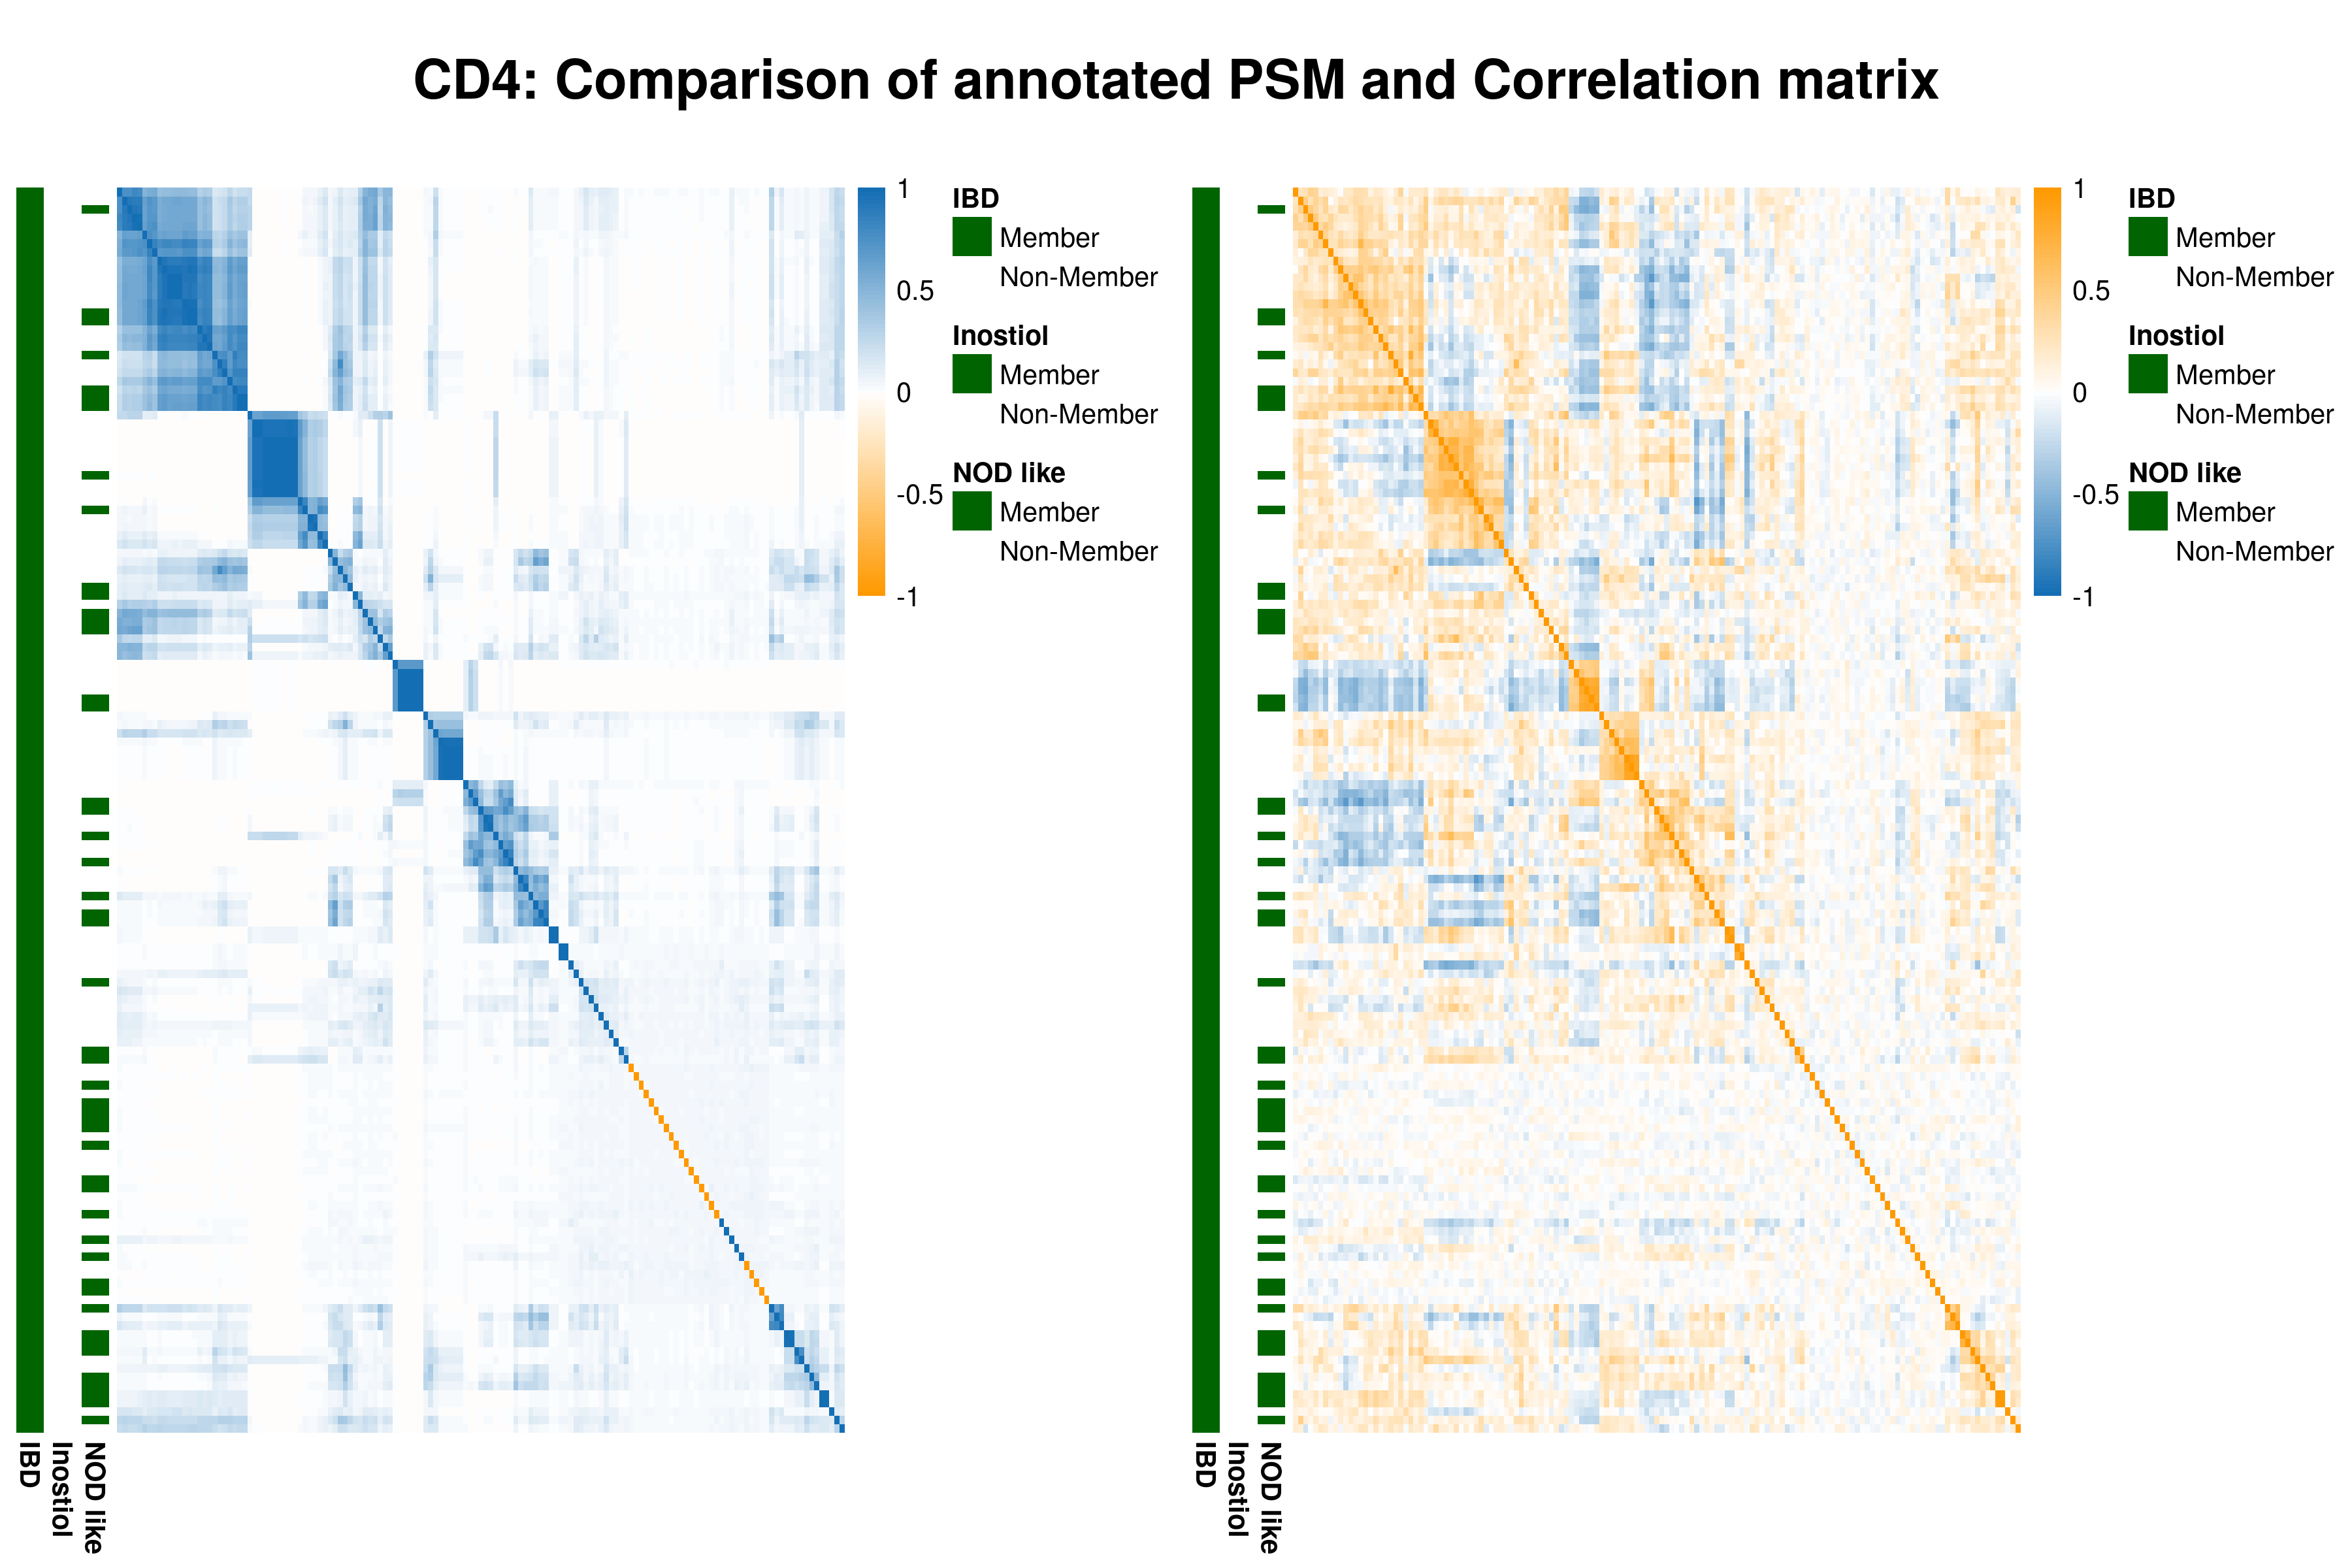 CD4: Comparison of annotated PSM and Correlation matrix
1
0.5
0
-0.5
-1
IBD
Member
Non-Member
Inostiol
Member
Non-Member
NOD like
Member
Non-Member
IBD
Inostiol
NOD like
1
0.5
0
-0.5
-1
IBD
Member
Non-Member
Inostiol
Member
Non-Member
NOD like
Member
Non-Member
IBD
Inostiol
NOD like